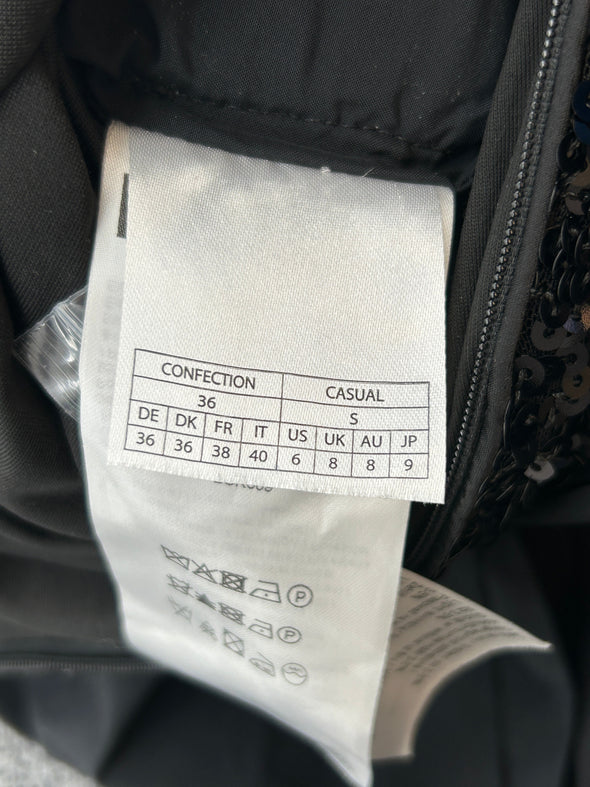 CONFECTION CASUAL
36 S
DE DK FR IT US UK AU JP
36 36 38 40 6 8 8 9
P
P